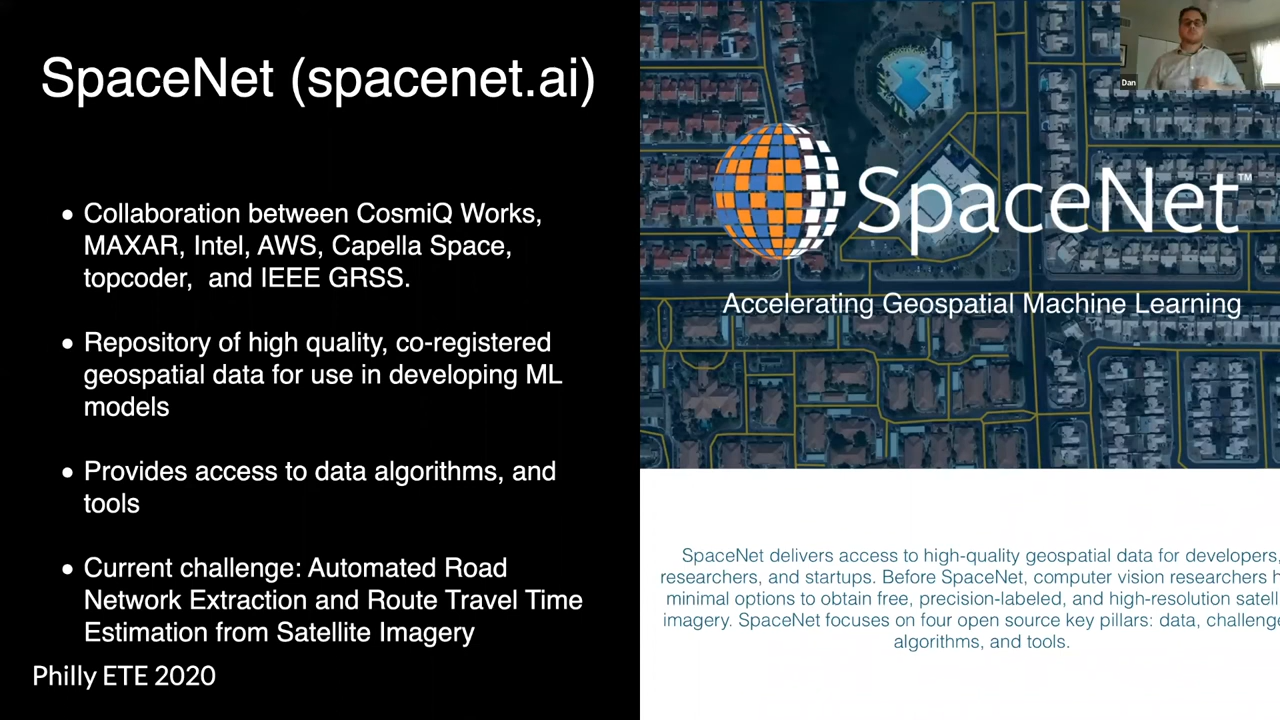 SpaceNet (spacenet.ai)
• Collaboration between CosmiQ Works,
MAXAR, Intel, AWS, Capella Space,
topcoder, and IEEE GRSS.
• Repository of high quality, co-registered
geospatial data for use in developing ML
models
• Provides access to data algorithms, and
tools
• Current challenge: Automated Road
Network Extraction and Route Travel Time
Estimation from Satellite Imagery
Philly ETE 2020
Dan
SpaceNet™
Accelerating Geospatial Machine Learning
SpaceNet delivers access to high-quality geospatial data for developers,
researchers, and startups. Before SpaceNet, computer vision researchers
minimal options to obtain free, precision-labeled, and high-resolution
imagery. SpaceNet focuses on four open source key pillars: data,
algorithms, and tools.